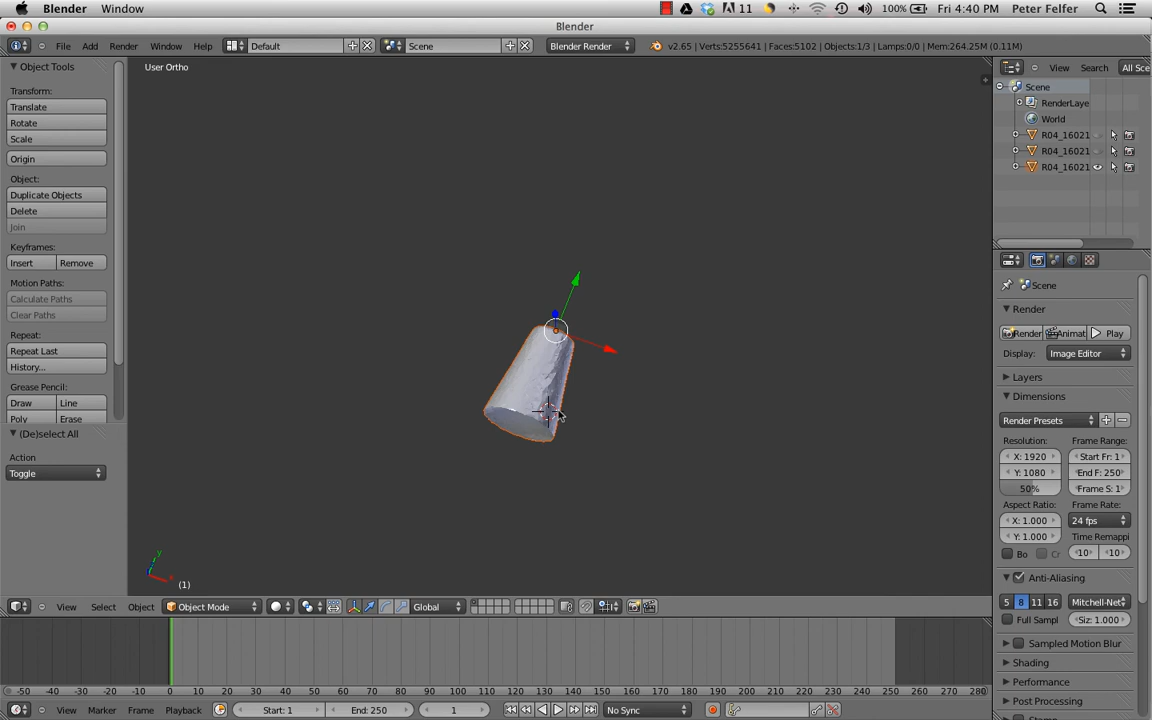 Blender Window 11 100% Fri 4:40 PM Peter Felfer
Blender
File Add Render Window Help Default Scene Blender Render v2.65 | Verts:5255641 | Faces:5102 | Objects:1/3 | Lamps:0/0 | Mem:264.25M (0.11M)
Object Tools
Transform:
Translate
Rotate
Scale
Origin
Object:
Duplicate Objects
Delete
Join
Keyframes:
Insert Remove
Motion Paths:
Calculate Paths
Clear Paths
Repeat:
Repeat Last
History...
Grease Pencil:
Draw Line
Poly Erase
(De)select All
Action
Toggle
User Ortho
y
x
(1)
View Search All Sce
Scene
RenderLaye
World
R04_16021
R04_16021
R04_16021
Scene
Render
Render Animat Play
Display: Image Editor
Layers
Dimensions
Render Presets
Resolution: Frame Range:
X: 1920 Start Fr: 1
Y: 1080 End F: 250
50% Frame S: 1
Aspect Ratio: Frame Rate:
X: 1.000 24 fps
Y: 1.000 Time Remappi
Bo Cr 10 10
Anti-Aliasing
5 8 11 16 Mitchell-Net
Full Sampl Siz: 1.000
Sampled Motion Blur
Shading
Performance
Post Processing
View Select Object Object Mode Global
-50 -40 -30 -20 -10 0 10 20 30 40 50 60 70 80 90 100 110 120 130 140 150 160 170 180 190 200 210 220 230 240 250 260 270 280
View Marker Frame Playback Start: 1 End: 250 1 No Sync